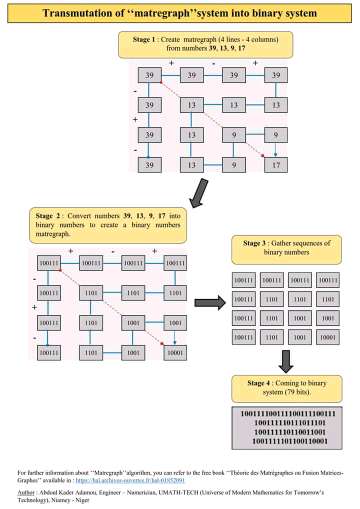 Transmutation of ‘‘matregraph’’system into binary system
Stage 1 : Create matregraph (4 lines - 4 columns)
from numbers 39, 13, 9, 17
+ - +
39 39 39 39
-
39 13 13 13
+
39 13 9 9
-
39 13 9 17
Stage 2 : Convert numbers 39, 13, 9, 17 into
binary numbers to create a binary numbers
matregraph.
+ - +
100111 100111 100111 100111
-
100111 1101 1101 1101
+
100111 1101 1001 1001
-
100111 1101 1001 10001
Stage 3 : Gather sequences of
binary numbers
100111 100111 100111 100111
100111 1101 1101 1101
100111 1101 1001 1001
100111 1101 1001 10001
Stage 4 : Coming to binary
system (79 bits).
100111100111100111100111
100111110111011101
100111110110011001
1001111101100110001
For further information about ‘‘Matregraph’’algorithm, you can refer to the free book ‘‘Théorie des Matrégraphes ou Fusion Matrices-
Graphes’’ available in : https://hal.archives-ouvertes.fr/hal-01852091
Author : Abdoul Kader Adamou, Engineer – Numericien, UMATH-TECH (Universe of Modern Mathematics for Tomorrow’s
Technology), Niamey - Niger